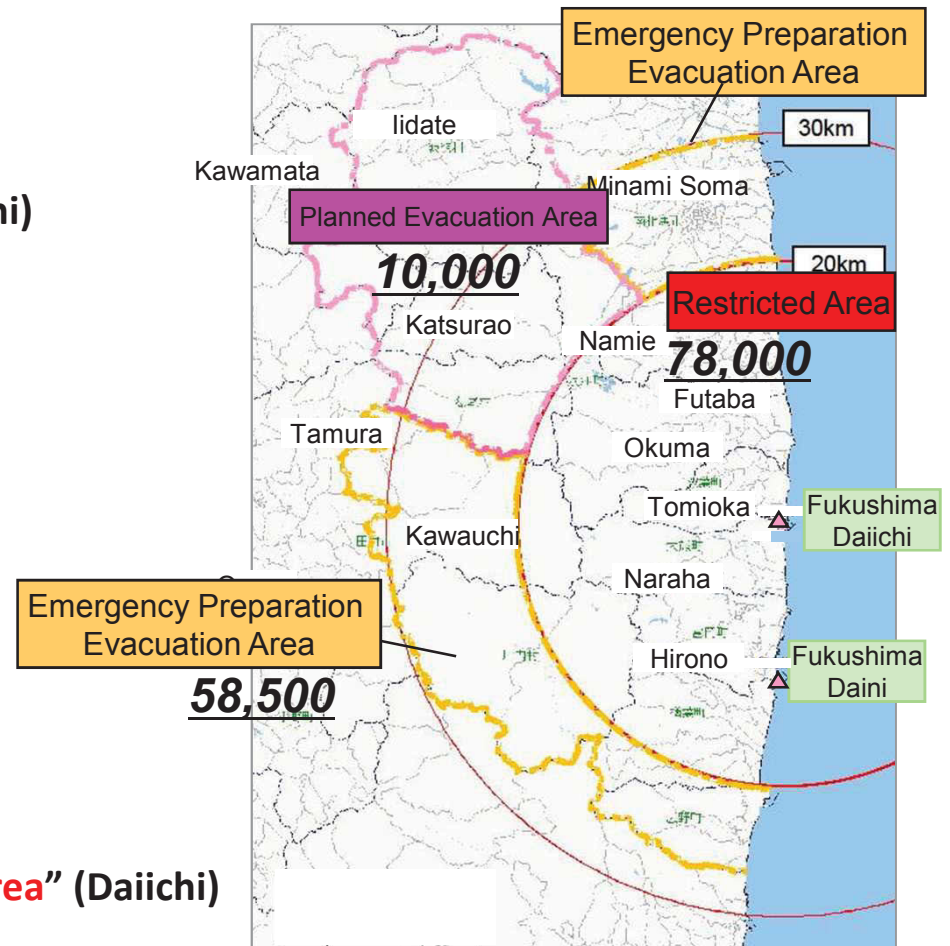 Emergency Preparation
Evacuation Area
30km
Iidate
Kawamata
Minami Soma
ni)
Planned Evacuation Area
10,000
20km
Restricted Area
Katsurao
Namie
78,000
Futaba
Tamura
Okuma
Tomioka
Fukushima
Daiichi
Kawauchi
Naraha
Emergency Preparation
Evacuation Area
Hirono
Fukushima
Daini
58,500
rea” (Daiichi)